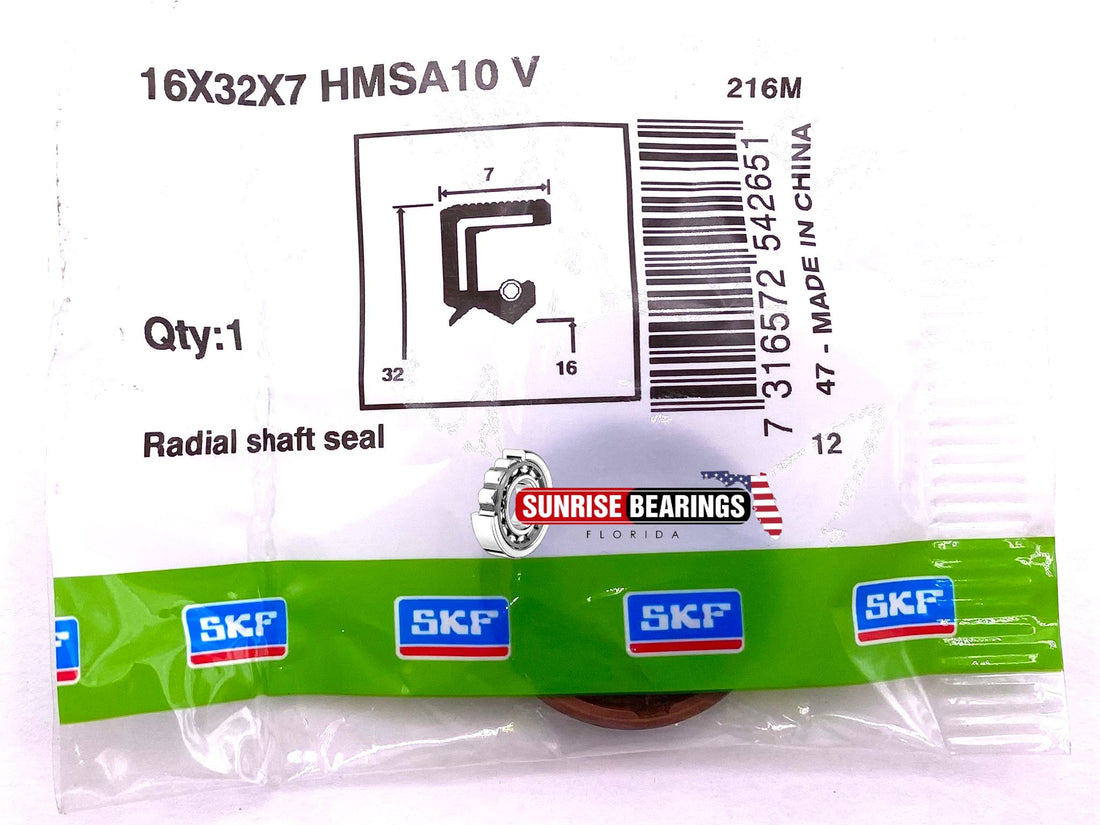 16X32X7 HMSA10 V
216M
7
32
16
Qty:1
Radial shaft seal
7 316572 542651
47 - MADE IN CHINA
12
SUNRISE BEARINGS
FLORIDA
F
SKF
SKF
SKF
SKF